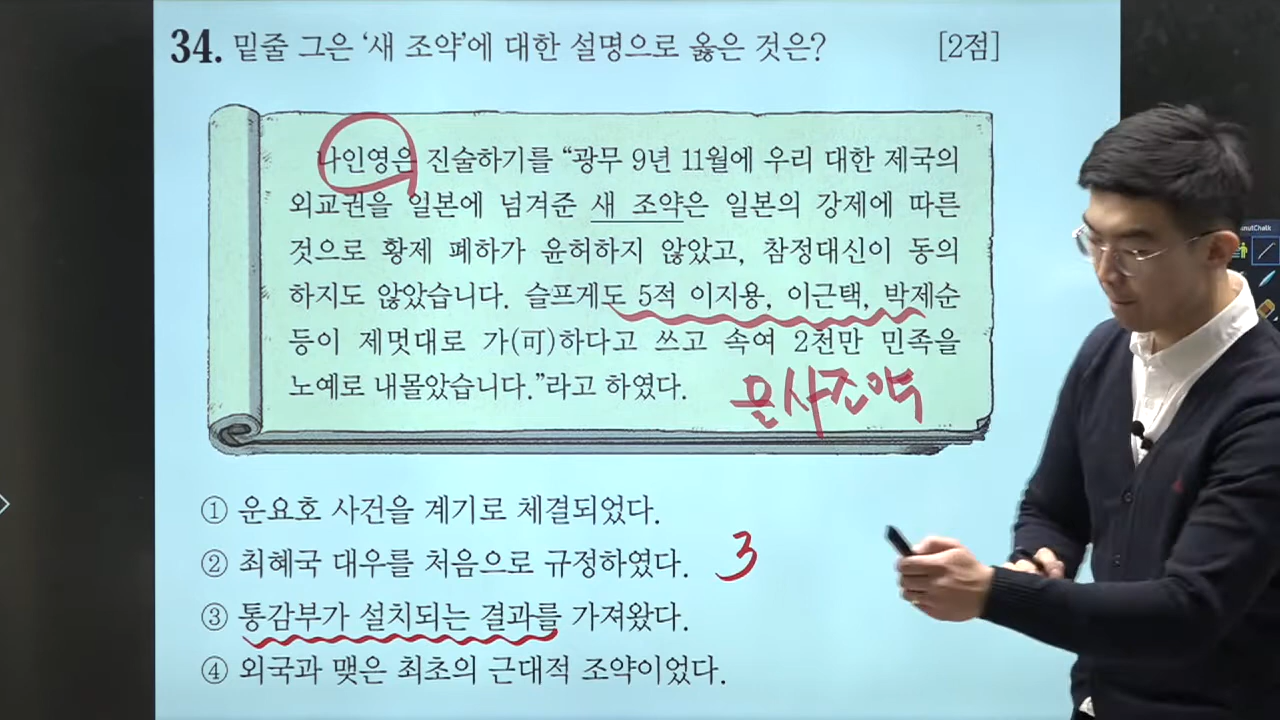 34. 밑줄 그은 ‘새 조약’에 대한 설명으로 옳은 것은? [2점]
나인영은 진술하기를 “광무 9년 11월에 우리 대한 제국의
외교권을 일본에 넘겨준 새 조약은 일본의 강제에 따른
것으로 황제 폐하가 윤허하지 않았고, 참정대신이 동의
하지도 않았습니다. 슬프게도 5적 이지용, 이근택, 박제순
등이 제멋대로 가(可)하다고 쓰고 속여 2천만 민족을
노예로 내몰았습니다.”라고 하였다.
을사조약
① 운요호 사건을 계기로 체결되었다.
② 최혜국 대우를 처음으로 규정하였다.
3
③ 통감부가 설치되는 결과를 가져왔다.
④ 외국과 맺은 최초의 근대적 조약이었다.